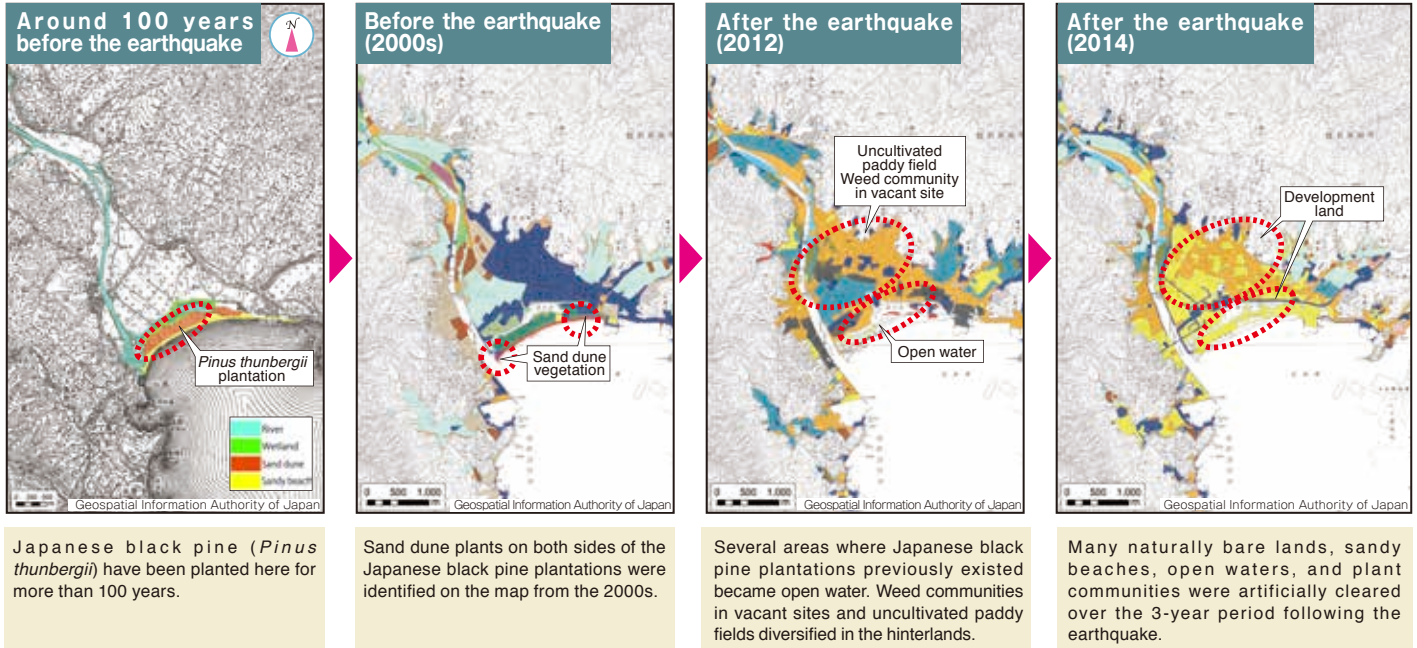 Around 100 years
before the earthquake
N
Pinus thunbergii
plantation
River
Wetland
Sand dune
Sandy beach
Geospatial Information Authority of Japan
Japanese black pine (Pinus
thunbergii) have been planted here for
more than 100 years.
Before the earthquake
(2000s)
Sand dune
vegetation
0 500 1,000
Geospatial Information Authority of Japan
Sand dune plants on both sides of the
Japanese black pine plantations were
identified on the map from the 2000s.
After the earthquake
(2012)
Uncultivated
paddy field
Weed community
in vacant site
Open water
0 500 1,000
Geospatial Information Authority of Japan
Several areas where Japanese black
pine plantations previously existed
became open water. Weed communities
in vacant sites and uncultivated paddy
fields diversified in the hinterlands.
After the earthquake
(2014)
Development
land
0 500 1,000
Geospatial Information Authority of Japan
Many naturally bare lands, sandy
beaches, open waters, and plant
communities were artificially cleared
over the 3-year period following the
earthquake.